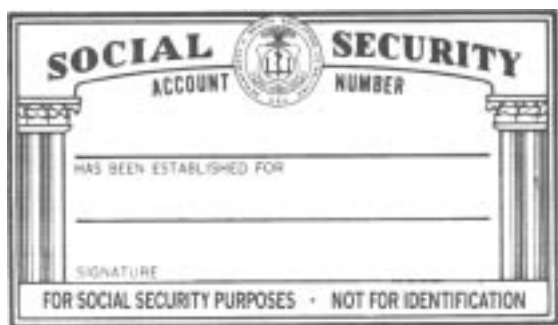 SOCIAL SECURITY
ACCOUNT NUMBER
HAS BEEN ESTABLISHED FOR
SIGNATURE
FOR SOCIAL SECURITY PURPOSES · NOT FOR IDENTIFICATION